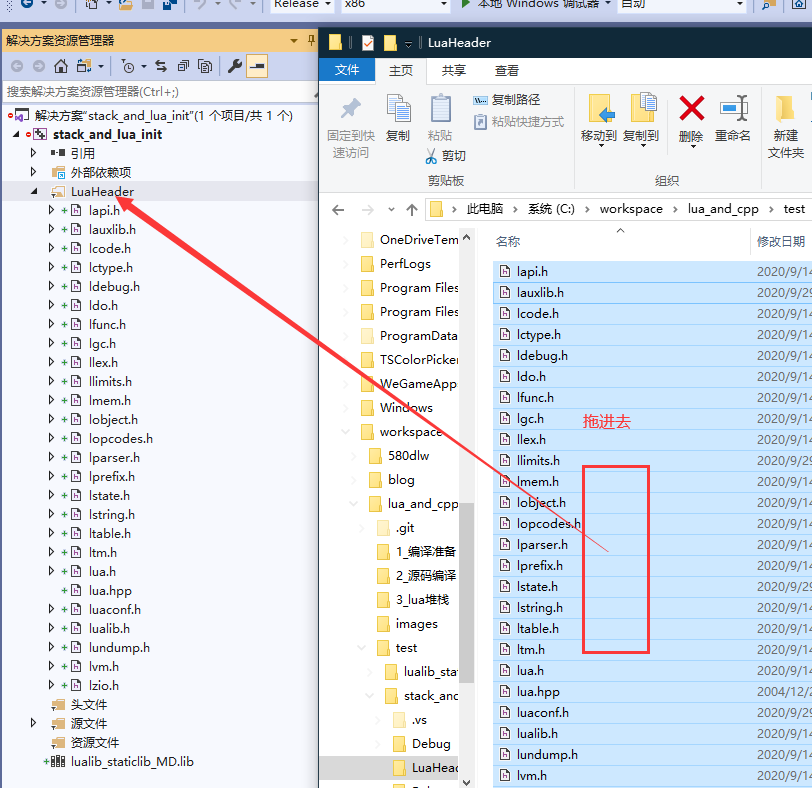 Release
x86
本地 Windows 调试器
自动
解决方案资源管理器
搜索解决方案资源管理器(Ctrl+;)
解决方案"stack_and_lua_init"(1 个项目/共 1 个)
stack_and_lua_init
引用
外部依赖项
LuaHeader
lapi.h
lauxlib.h
lcode.h
lctype.h
ldebug.h
ldo.h
lfunc.h
lgc.h
llex.h
llimits.h
lmem.h
lobject.h
lopcodes.h
lparser.h
lprefix.h
lstate.h
lstring.h
ltable.h
ltm.h
lua.h
lua.hpp
luaconf.h
lualib.h
lundump.h
lvm.h
lzio.h
头文件
源文件
资源文件
lualib_staticlib_MD.lib
LuaHeader
文件
主页
共享
查看
固定到快
速访问
复制
粘贴
复制路径
粘贴快捷方式
剪切
剪贴板
移动到
复制到
删除
重命名
组织
新建
文件夹
此电脑
系统 (C:)
workspace
lua_and_cpp
test
OneDriveTem
PerfLogs
Program Files
Program Files
ProgramData
TSColorPicker
WeGameApp
Windows
workspace
580dlw
blog
lua_and_cpp
.git
1_编译准备
2_源码编译
3_lua堆栈
images
test
lualib_stat
stack_and
.vs
Debug
LuaHead
名称
修改日期
lapi.h 2020/9/14
lauxlib.h 2020/9/29
lcode.h 2020/9/14
lctype.h 2020/9/14
ldebug.h 2020/9/14
ldo.h 2020/9/14
lfunc.h 2020/9/14
lgc.h 2020/9/14
拖进去
llex.h 2020/9/14
llimits.h 2020/9/29
lmem.h 2020/9/14
lobject.h 2020/9/14
lopcodes.h 2020/9/14
lparser.h 2020/9/14
lprefix.h 2020/9/14
lstate.h 2020/9/29
lstring.h 2020/9/14
ltable.h 2020/9/14
ltm.h 2020/9/14
lua.h 2020/9/14
lua.hpp 2004/12/2
luaconf.h 2020/9/29
lualib.h 2020/9/14
lundump.h 2020/9/14
lvm.h 2020/9/14